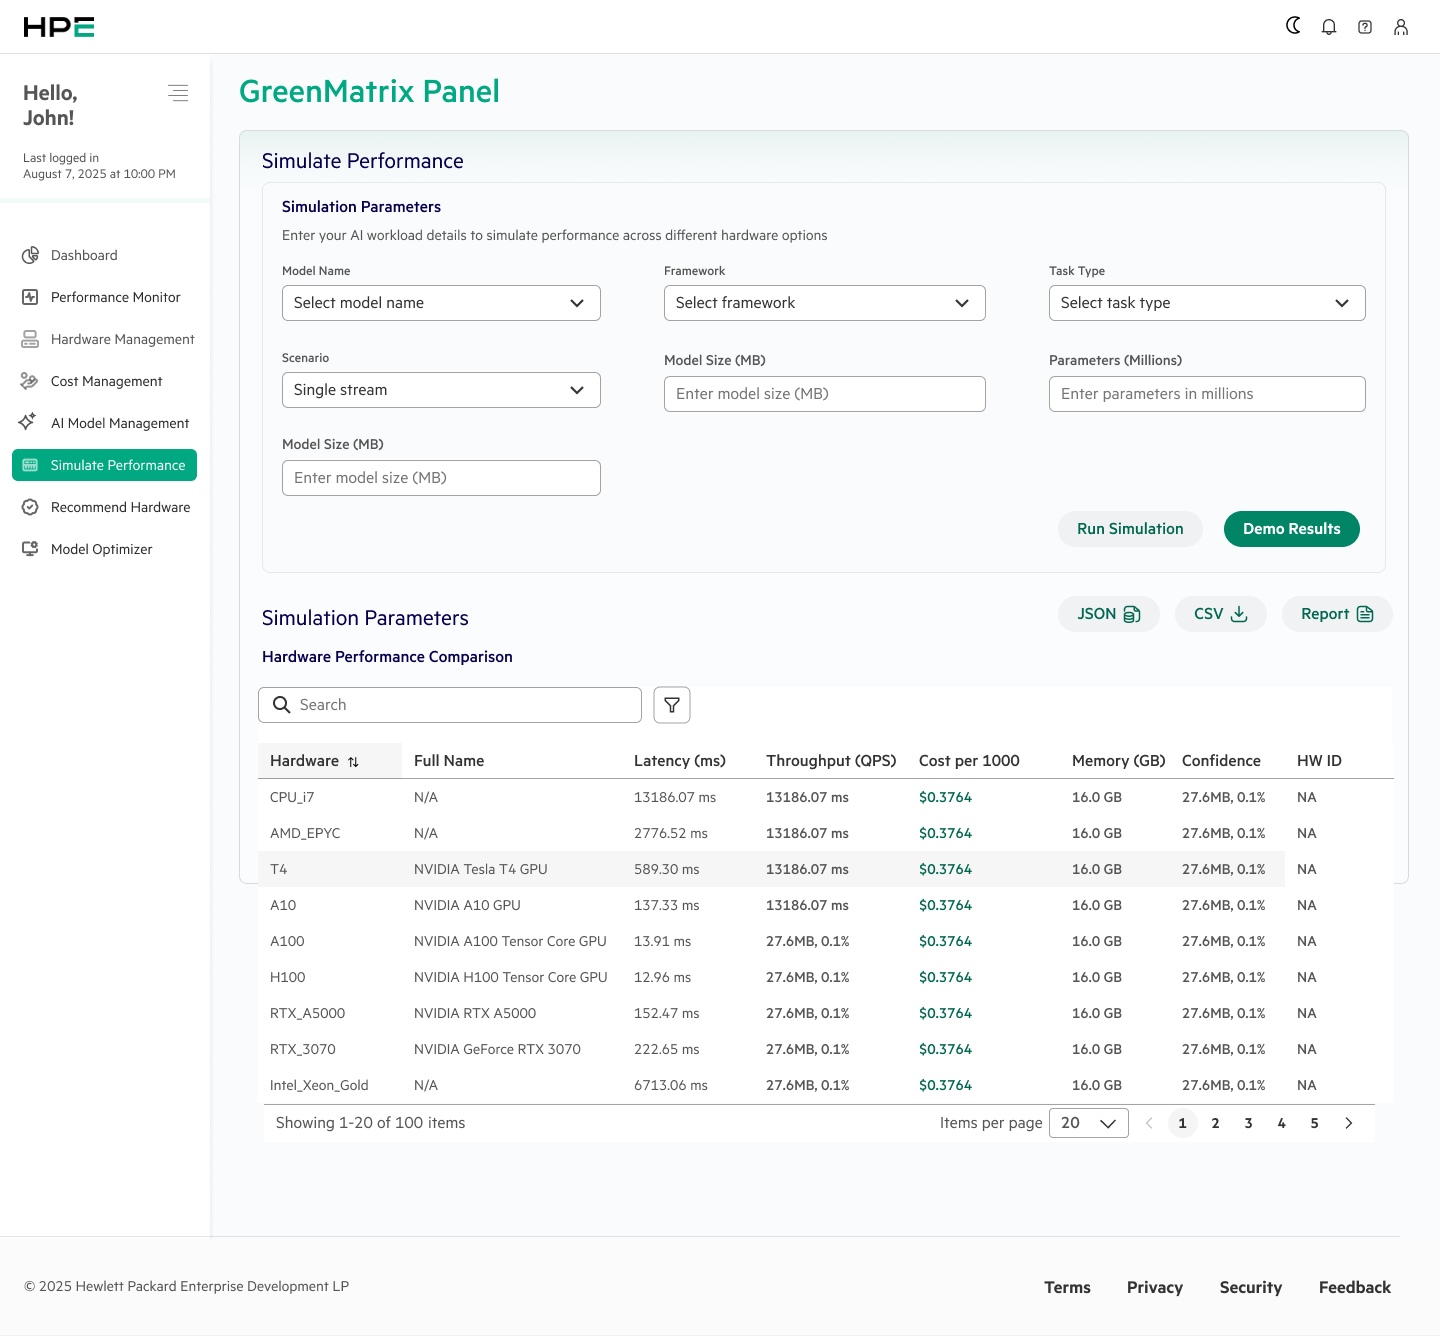 HPE
Hello,
John!
Last logged in
August 7, 2025 at 10:00 PM
Dashboard
Performance Monitor
Hardware Management
Cost Management
AI Model Management
Simulate Performance
Recommend Hardware
Model Optimizer
GreenMatrix Panel
Simulate Performance
Simulation Parameters
Enter your AI workload details to simulate performance across different hardware options
Model Name Framework Task Type
Select model name Select framework Select task type
Scenario Model Size (MB) Parameters (Millions)
Single stream Enter model size (MB) Enter parameters in millions
Model Size (MB)
Enter model size (MB)
Run Simulation Demo Results
Simulation Parameters JSON CSV Report
Hardware Performance Comparison
Search
Hardware Full Name Latency (ms) Throughput (QPS) Cost per 1000 Memory (GB) Confidence HW ID
CPU_i7 N/A 13186.07 ms 13186.07 ms $0.3764 16.0 GB 27.6MB, 0.1% NA
AMD_EPYC N/A 2776.52 ms 13186.07 ms $0.3764 16.0 GB 27.6MB, 0.1% NA
T4 NVIDIA Tesla T4 GPU 589.30 ms 13186.07 ms $0.3764 16.0 GB 27.6MB, 0.1% NA
A10 NVIDIA A10 GPU 137.33 ms 13186.07 ms $0.3764 16.0 GB 27.6MB, 0.1% NA
A100 NVIDIA A100 Tensor Core GPU 13.91 ms 27.6MB, 0.1% $0.3764 16.0 GB 27.6MB, 0.1% NA
H100 NVIDIA H100 Tensor Core GPU 12.96 ms 27.6MB, 0.1% $0.3764 16.0 GB 27.6MB, 0.1% NA
RTX_A5000 NVIDIA RTX A5000 152.47 ms 27.6MB, 0.1% $0.3764 16.0 GB 27.6MB, 0.1% NA
RTX_3070 NVIDIA GeForce RTX 3070 222.65 ms 27.6MB, 0.1% $0.3764 16.0 GB 27.6MB, 0.1% NA
Intel_Xeon_Gold N/A 6713.06 ms 27.6MB, 0.1% $0.3764 16.0 GB 27.6MB, 0.1% NA
Showing 1-20 of 100 items Items per page 20 1 2 3 4 5
© 2025 Hewlett Packard Enterprise Development LP Terms Privacy Security Feedback